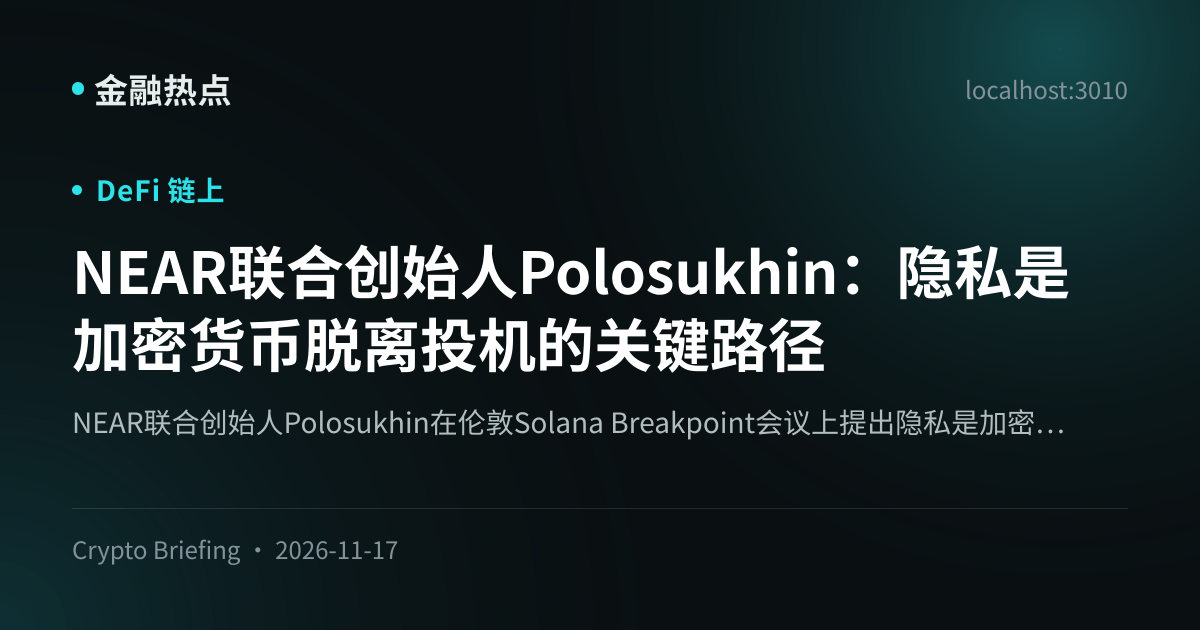 金融热点
localhost:3010
DeFi 链上
NEAR联合创始人Polosukhin：隐私是
加密货币脱离投机的关键路径
NEAR联合创始人Polosukhin在伦敦Solana Breakpoint会议上提出隐私是加密…
Crypto Briefing · 2026-11-17